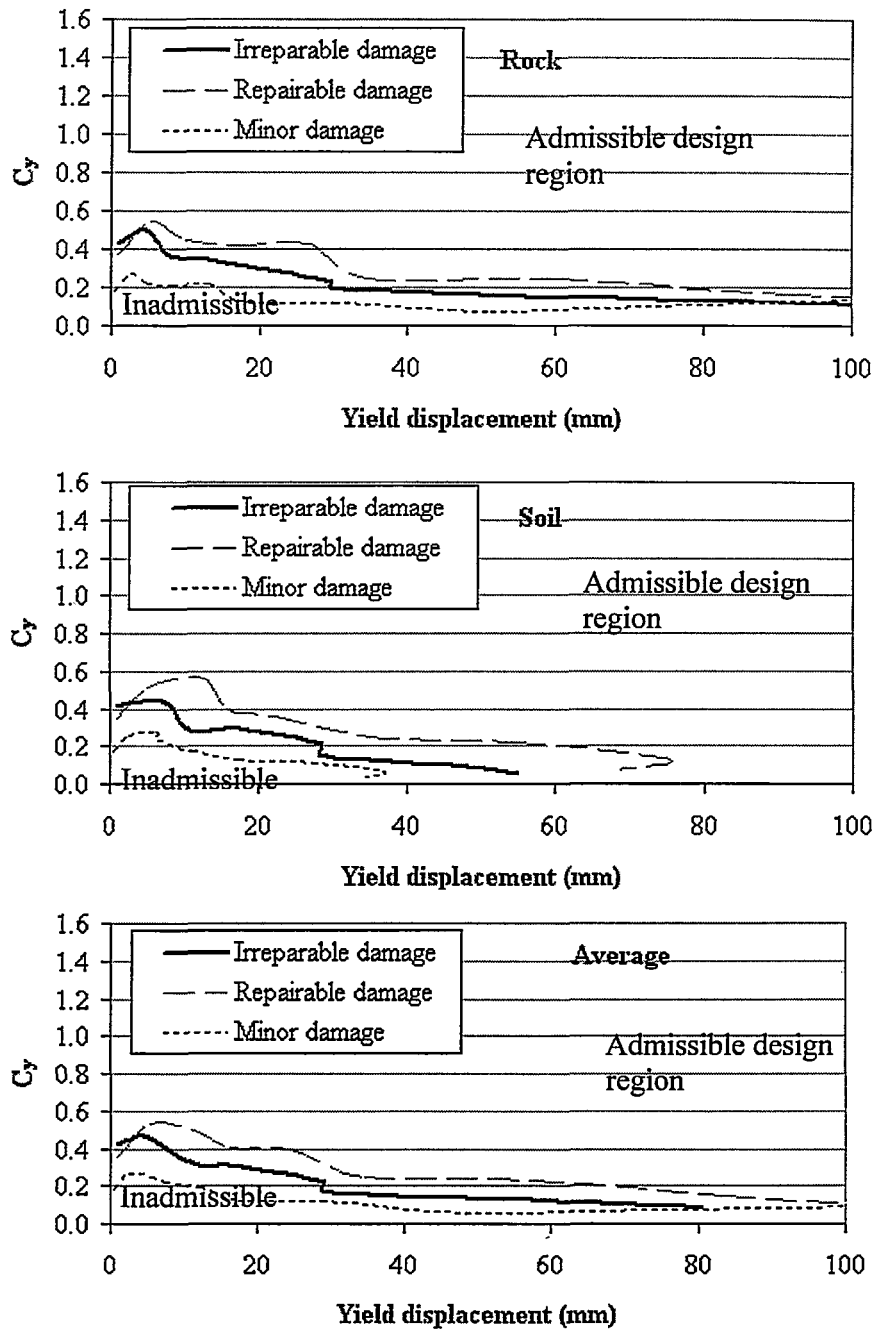 1.6
1.4
1.2
1.0
0.8
0.6
0.4
0.2
0.0
C_y
Irreparable damage
Repairable damage
Minor damage
Rock
Admissible design
region
Inadmissible
0 20 40 60 80 100
Yield displacement (mm)
1.6
1.4
1.2
1.0
0.8
0.6
0.4
0.2
0.0
C_y
Irreparable damage
Repairable damage
Minor damage
Soil
Admissible design
region
Inadmissible
0 20 40 60 80 100
Yield displacement (mm)
1.6
1.4
1.2
1.0
0.8
0.6
0.4
0.2
0.0
C_y
Irreparable damage
Repairable damage
Minor damage
Average
Admissible design
region
Inadmissible
0 20 40 60 80 100
Yield displacement (mm)